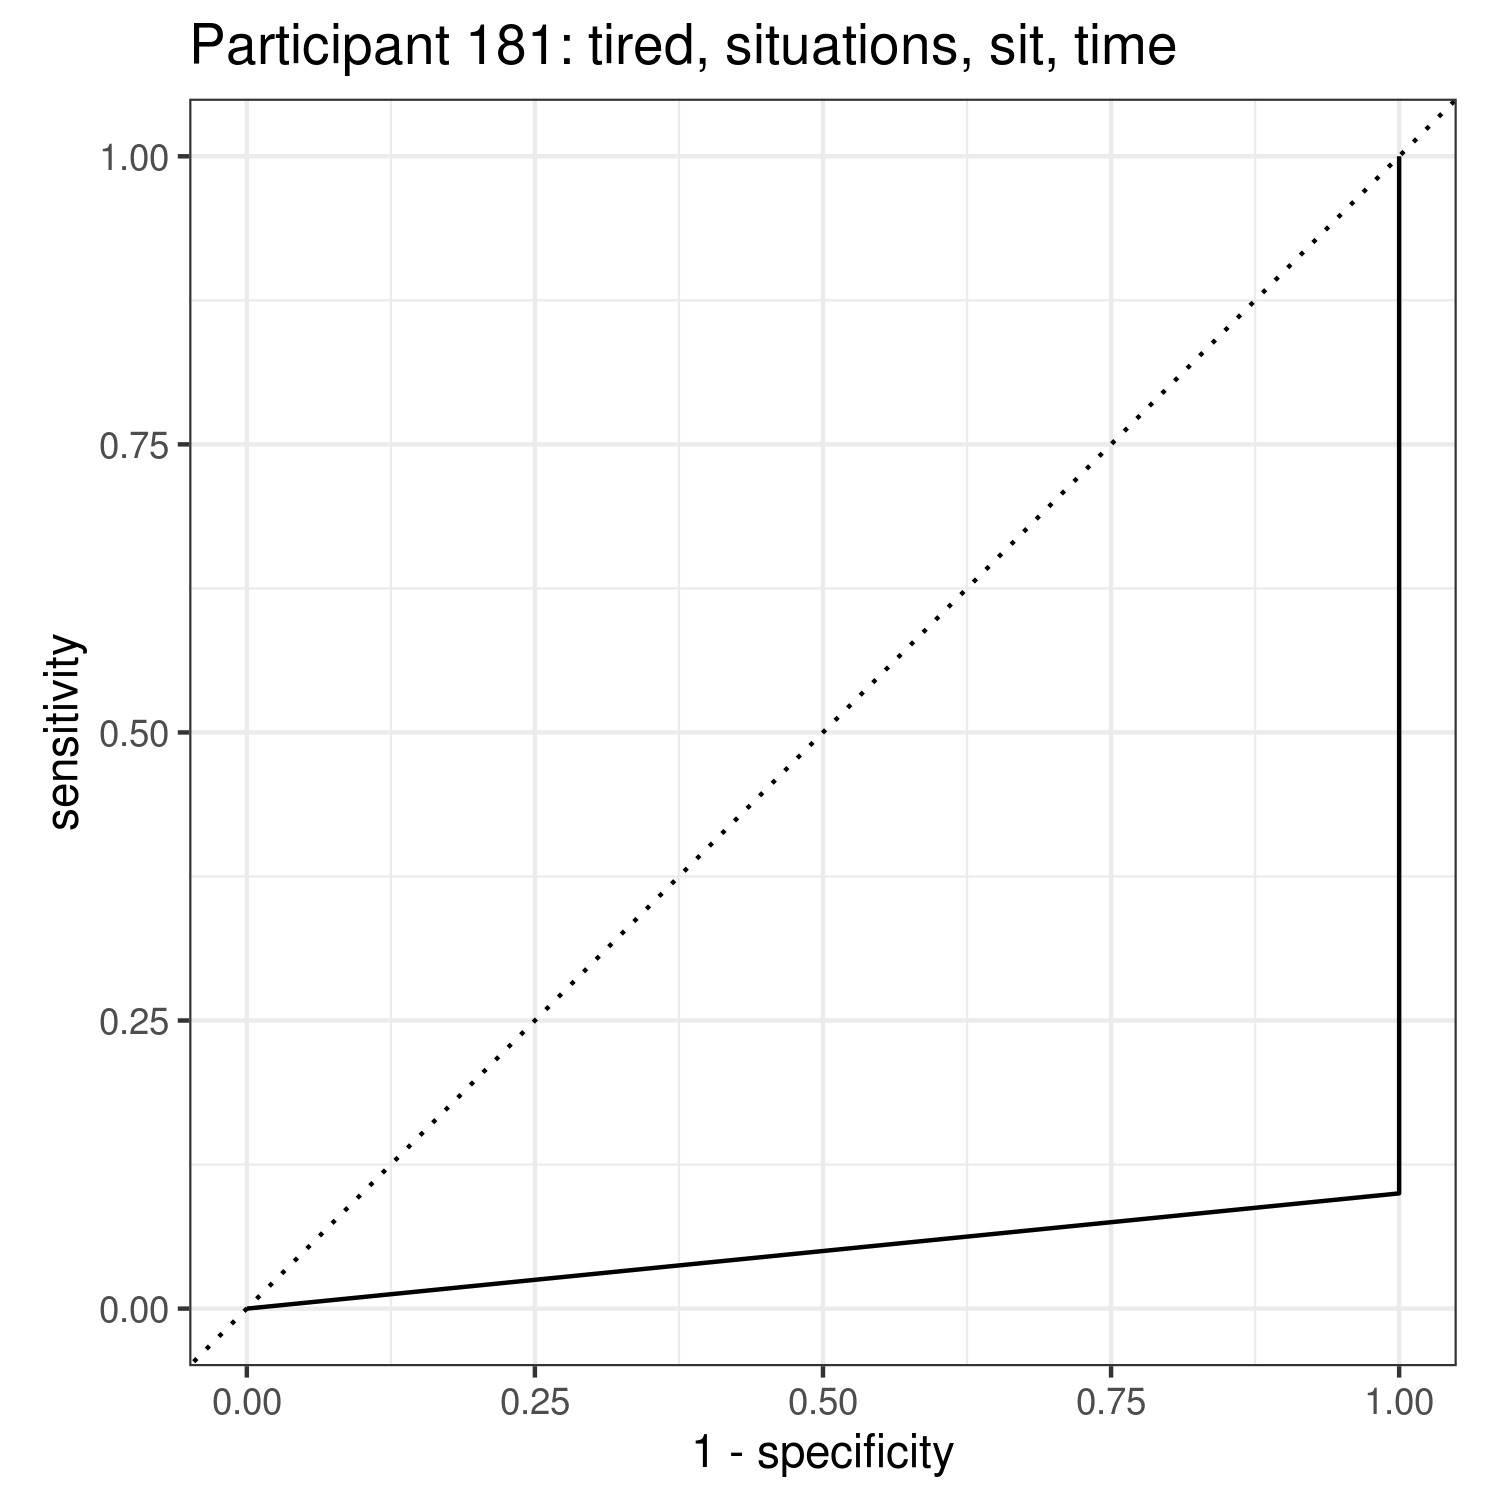 Participant 181: tired, situations, sit, time
1.00
0.75
0.50
0.25
0.00
sensitivity
0.00 0.25 0.50 0.75 1.00
1 - specificity